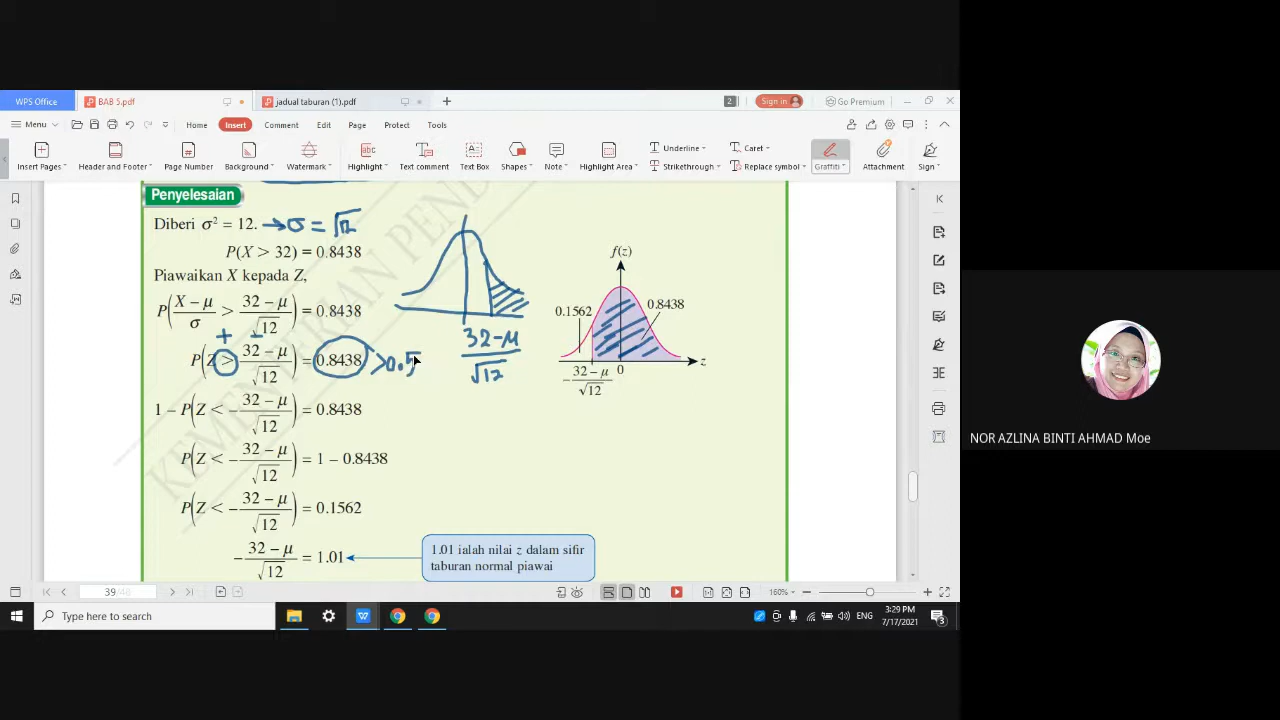 WPS Office BAB 5.pdf jadual taburan (1).pdf + 2 Sign in Go Premium
Menu Home Insert Comment Edit Page Protect Tools
Insert Pages Header and Footer Page Number Background Watermark Highlight Text comment Text Box Shapes Note Highlight Area Underline Strikethrough Caret Replace symbol Graffiti Attachment Sign
KEMENTERIAN PEND
Penyelesaian
Diberi σ² = 12. → σ = √12
P(X > 32) = 0.8438
Piawaikan X kepada Z,
P((X – μ)/σ > (32 – μ)/√12) = 0.8438
+ –
P(Z > (32 – μ)/√12) = 0.8438 > 0.5
1 – P(Z < –(32 – μ)/√12) = 0.8438
P(Z < –(32 – μ)/√12) = 1 – 0.8438
P(Z < –(32 – μ)/√12) = 0.1562
–(32 – μ)/√12 = 1.01
1.01 ialah nilai z dalam sifir
taburan normal piawai
(32 – μ)/√12
f(z)
0.1562 0.8438
–(32 – μ)/√12 0 z
NOR AZLINA BINTI AHMAD Moe
39/40 160%
Type here to search
ENG 3:29 PM
7/17/2021 3